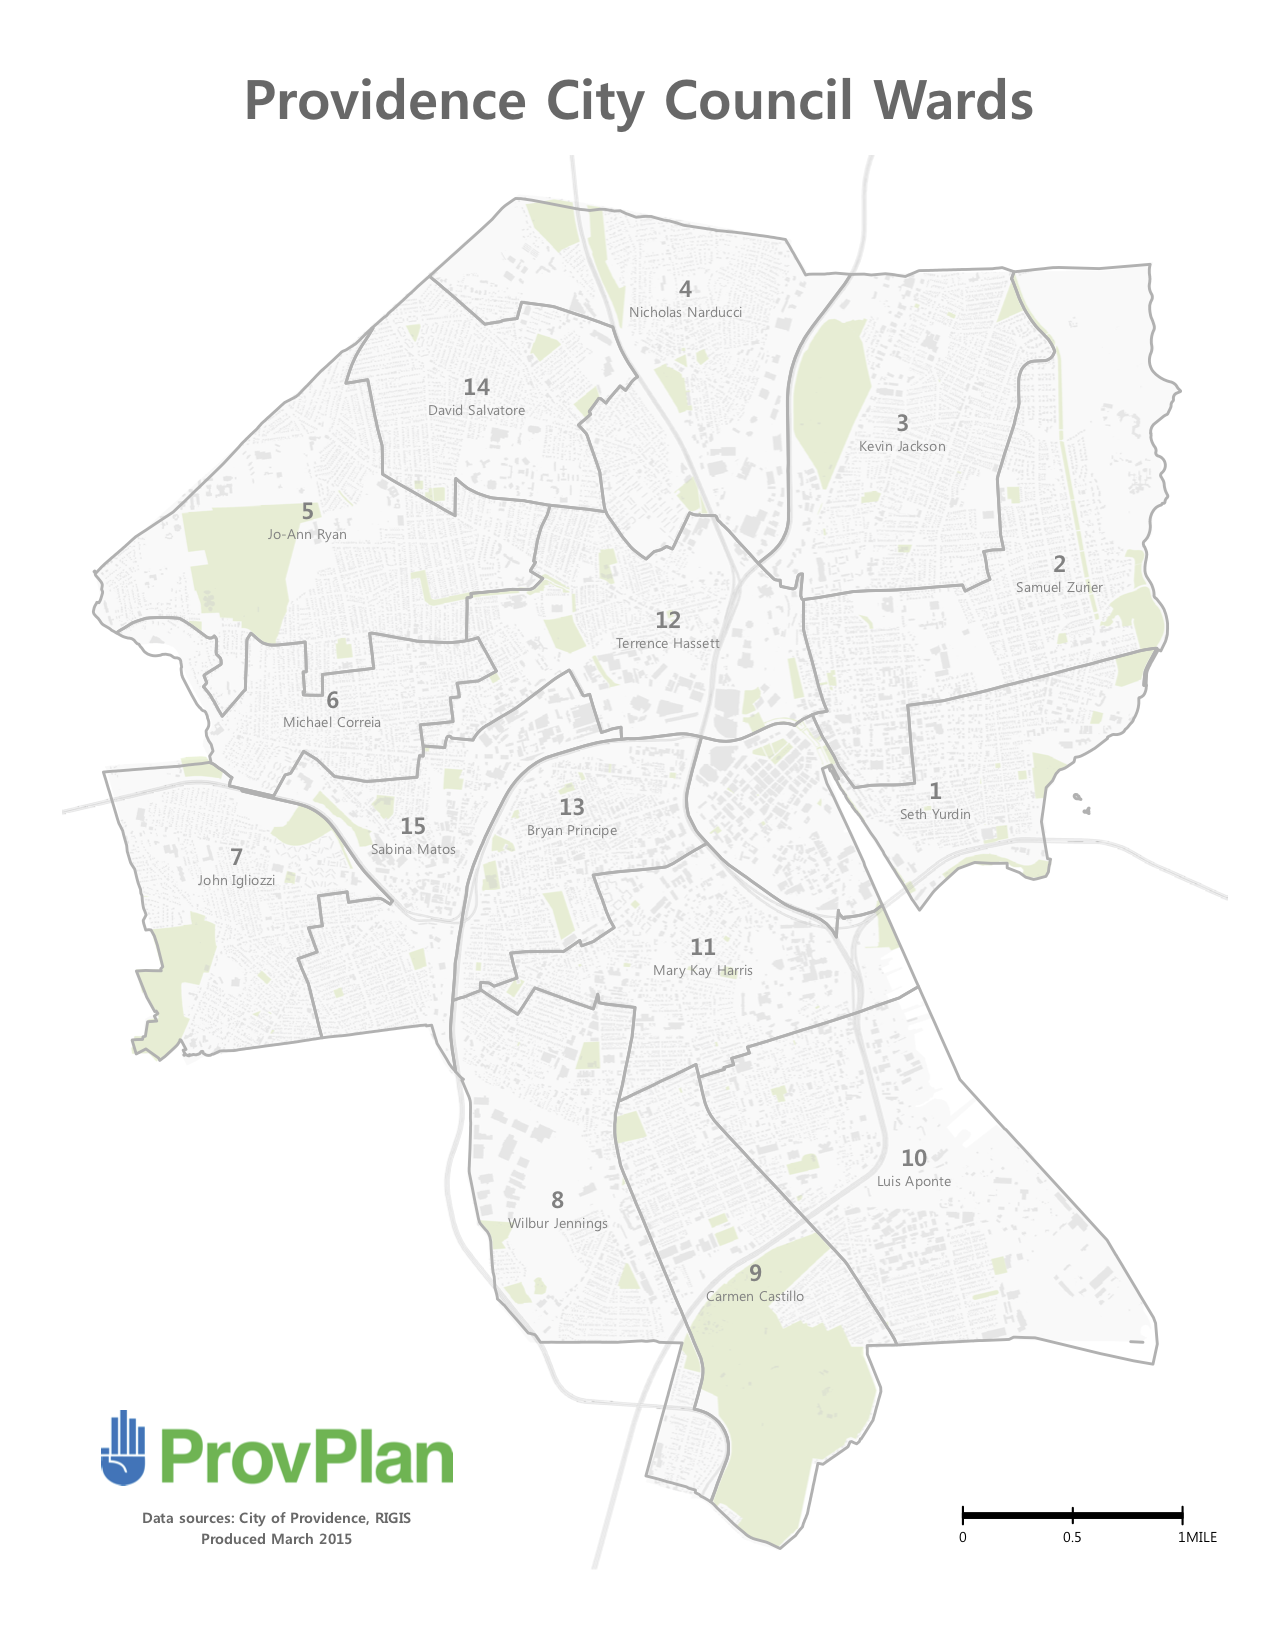 Providence City Council Wards
4
Nicholas Narducci
14
David Salvatore
3
Kevin Jackson
5
Jo-Ann Ryan
2
Samuel Zurier
12
Terrence Hassett
6
Michael Correia
1
Seth Yurdin
13
Bryan Principe
15
Sabina Matos
7
John Igliozzi
11
Mary Kay Harris
10
Luis Aponte
8
Wilbur Jennings
9
Carmen Castillo
ProvPlan
Data sources: City of Providence, RIGIS
Produced March 2015
0 0.5 1MILE